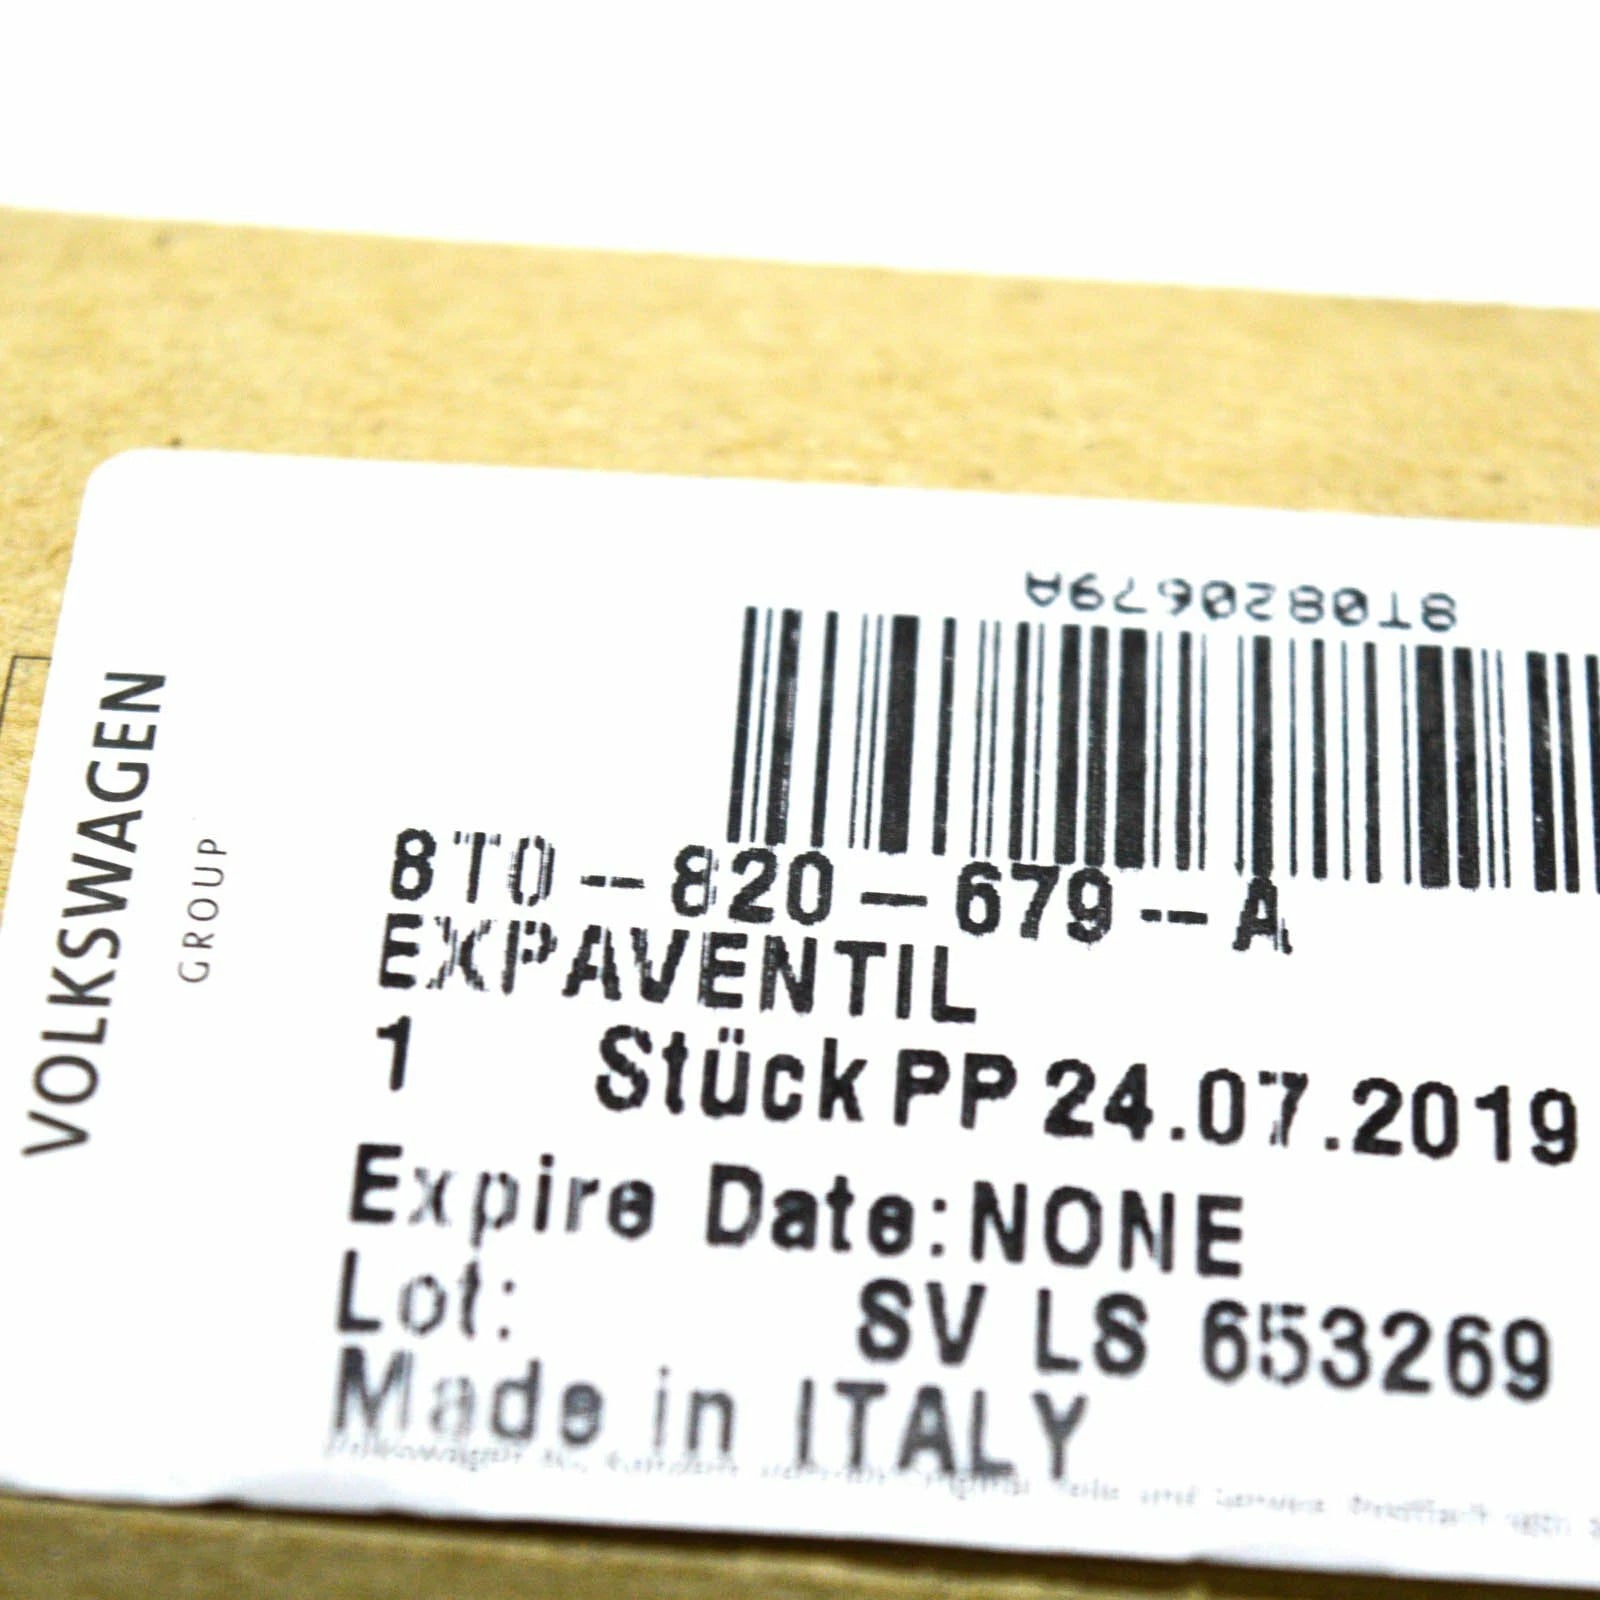 8T0820679A
VOLKSWAGEN
GROUP
8T0-820-679-A
EXPAVENTIL
1 Stück PP 24.07.2019
Expire Date:NONE
Lot: SV LS 653269
Made in ITALY